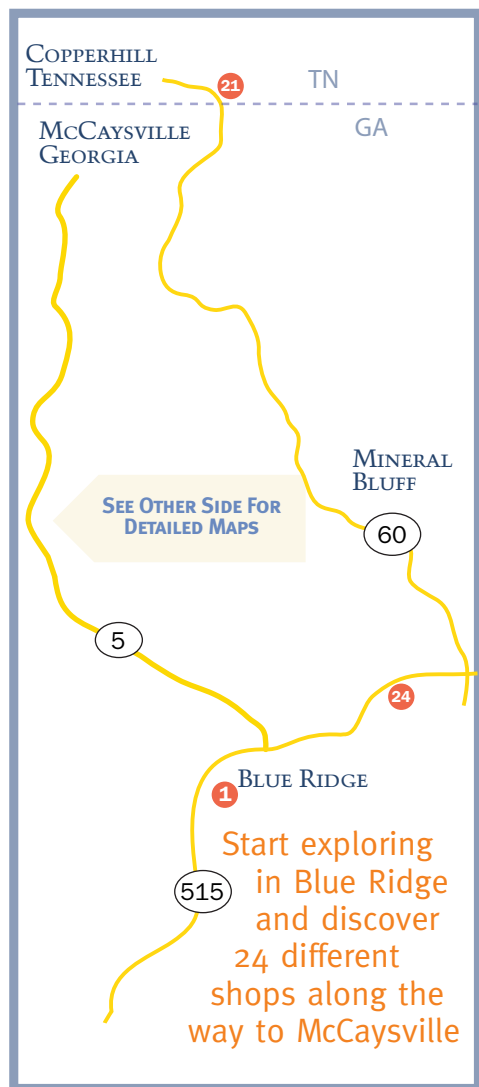 COPPERHILL
TENNESSEE
21
TN
GA
MCCAYSVILLE
GEORGIA
MINERAL
BLUFF
SEE OTHER SIDE FOR
DETAILED MAPS
60
5
24
1
BLUE RIDGE
515
Start exploring
in Blue Ridge
and discover
24 different
shops along the
way to McCaysville